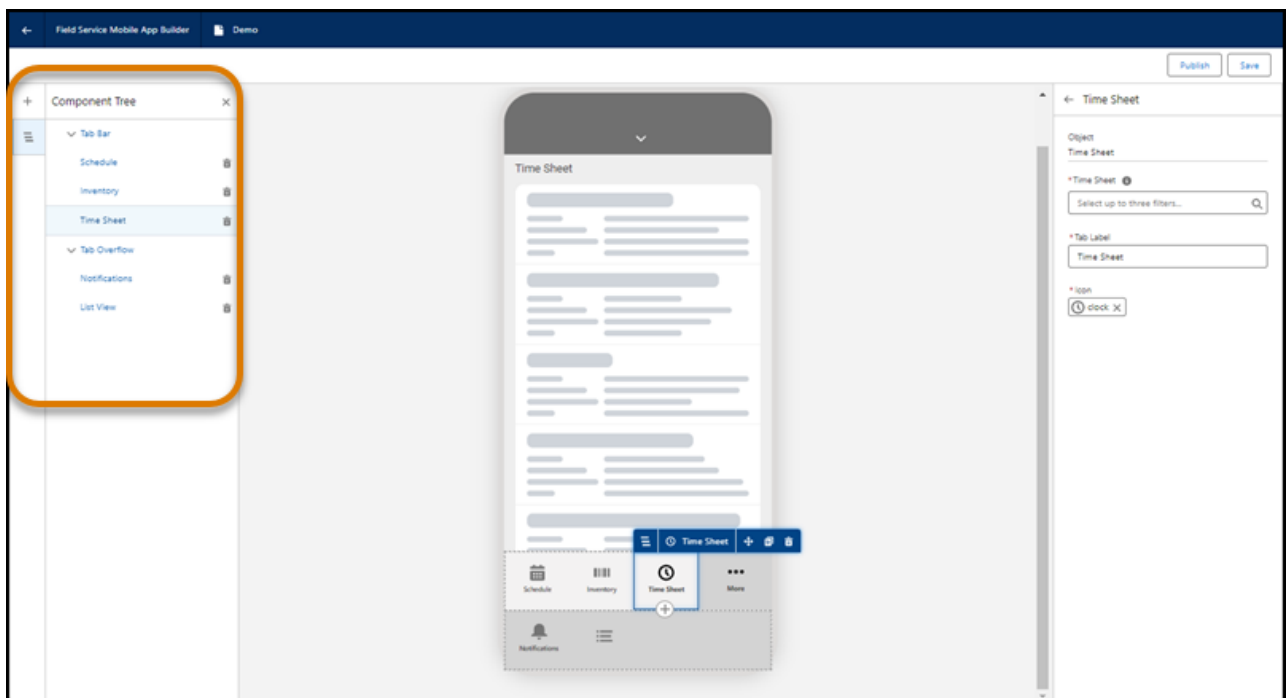 Field Service Mobile App Builder
Demo
Publish
Save
Component Tree
Tab Bar
Schedule
Inventory
Time Sheet
Tab Overflow
Notifications
List View
Time Sheet
Time Sheet
Schedule
Inventory
Time Sheet
More
Notifications
Time Sheet
Object
Time Sheet
*Time Sheet
Select up to three filters...
*Tab Label
Time Sheet
*Icon
clock